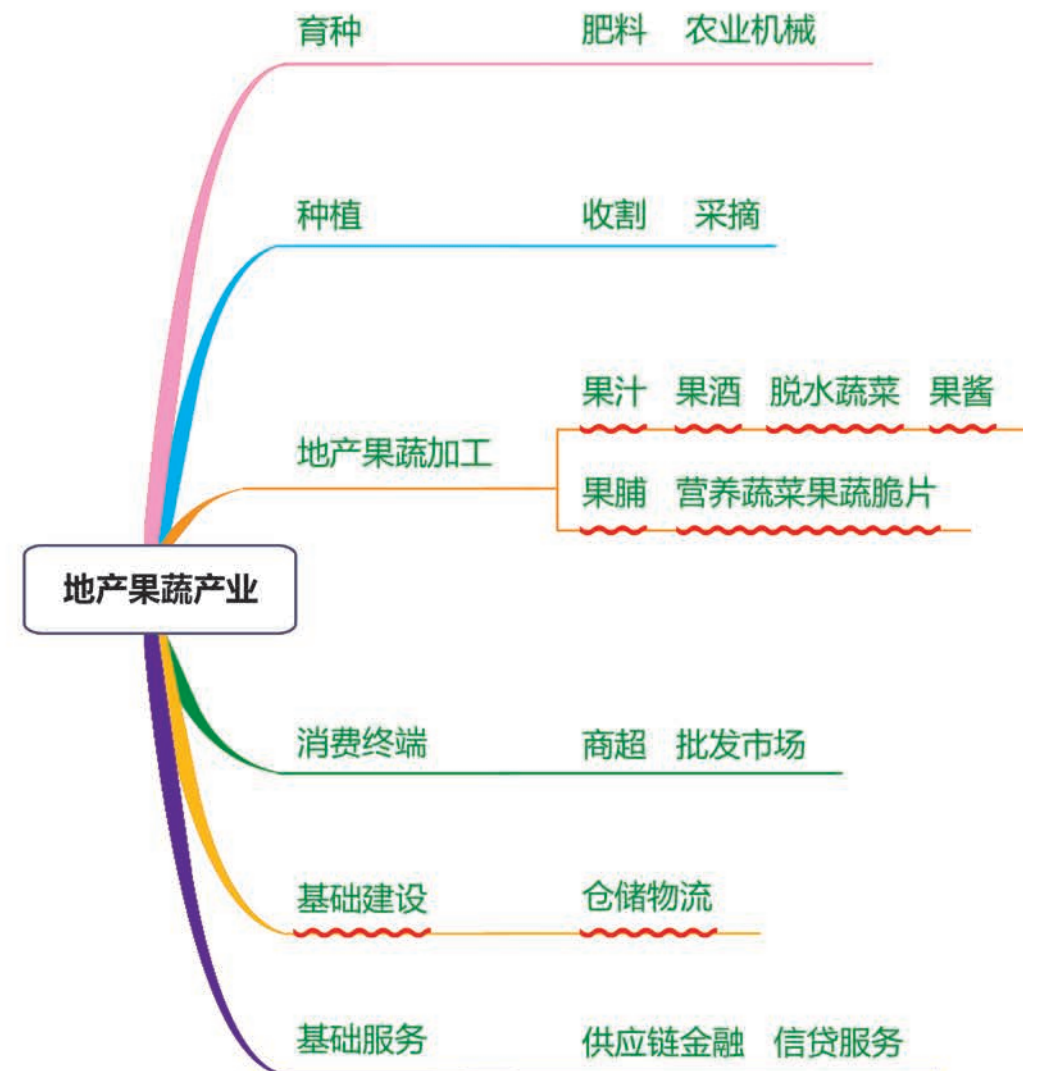 育种 肥料 农业机械
种植 收割 采摘
果汁 果酒 脱水蔬菜 果酱
地产果蔬加工
果脯 营养蔬菜果蔬脆片
地产果蔬产业
消费终端 商超 批发市场
基础建设 仓储物流
基础服务 供应链金融 信贷服务